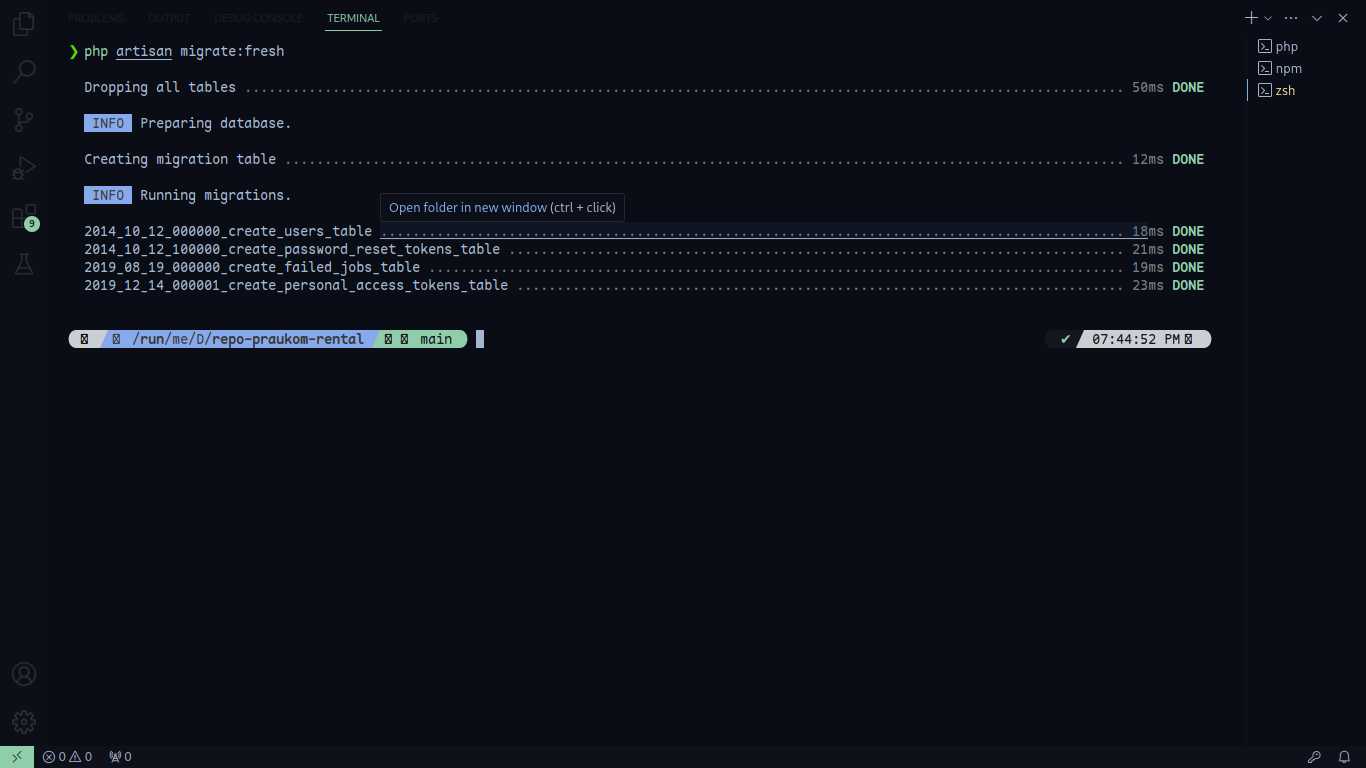 PROBLEMS OUTPUT DEBUG CONSOLE TERMINAL PORTS
❯ php artisan migrate:fresh
Dropping all tables .............................................................................................................. 50ms DONE
INFO Preparing database.
Creating migration table ......................................................................................................... 12ms DONE
INFO Running migrations.
Open folder in new window (ctrl + click)
2014_10_12_000000_create_users_table ............................................................................................. 18ms DONE
2014_10_12_100000_create_password_reset_tokens_table ............................................................................. 21ms DONE
2019_08_19_000000_create_failed_jobs_table ....................................................................................... 19ms DONE
2019_12_14_000001_create_personal_access_tokens_table ............................................................................ 23ms DONE
/run/me/D/repo-praukom-rental main ✔ 07:44:52 PM
php
npm
zsh
9
0 0 0